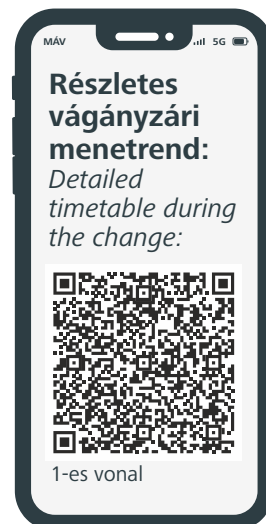 MÁV 5G
Részletes
vágányzári
menetrend:
Detailed
timetable during
the change:
1-es vonal